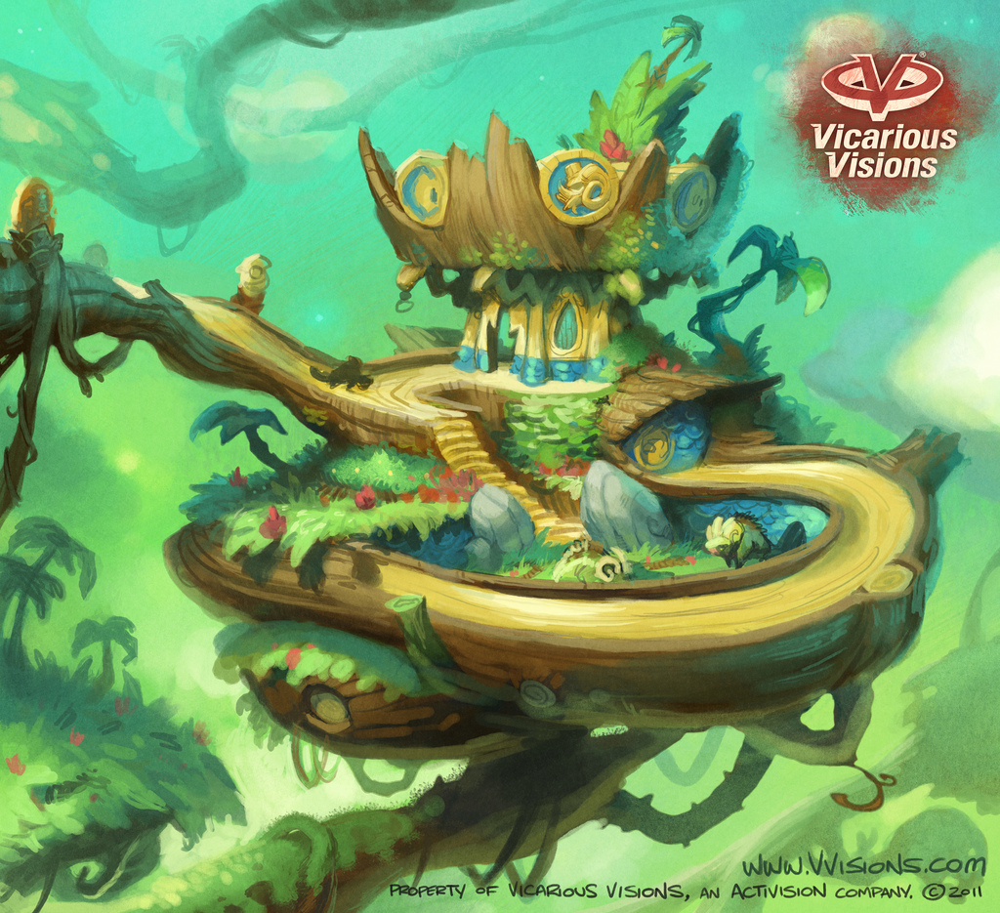 Vicarious
Visions
www.VVisions.com
PROPERTY OF VICARIOUS VISIONS, AN ACTIVISION COMPANY. © 2011